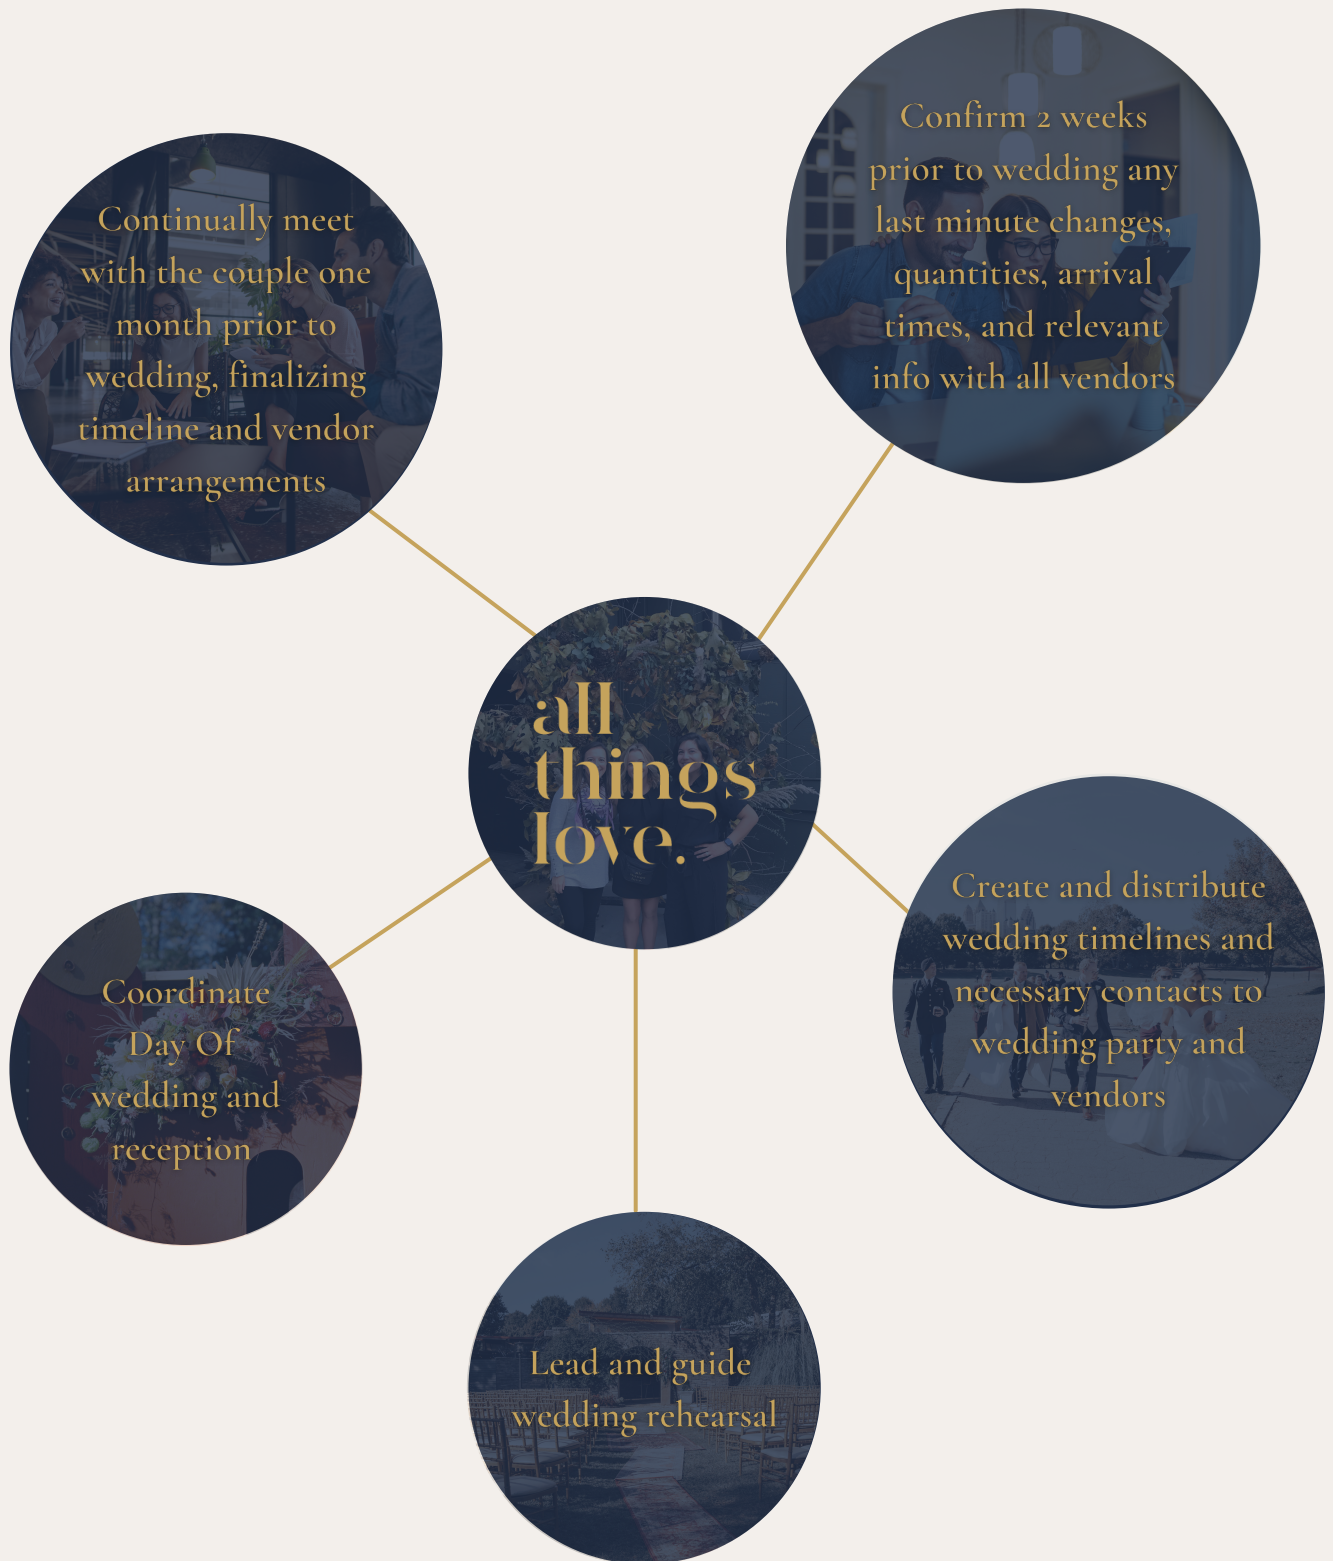 Continually meet
with the couple one
month prior to
wedding, finalizing
timeline and vendor
arrangements
Confirm 2 weeks
prior to wedding any
last minute changes,
quantities, arrival
times, and relevant
info with all vendors
all
things
love.
Create and distribute
wedding timelines and
necessary contacts to
wedding party and
vendors
Coordinate
Day Of
wedding and
reception
Lead and guide
wedding rehearsal